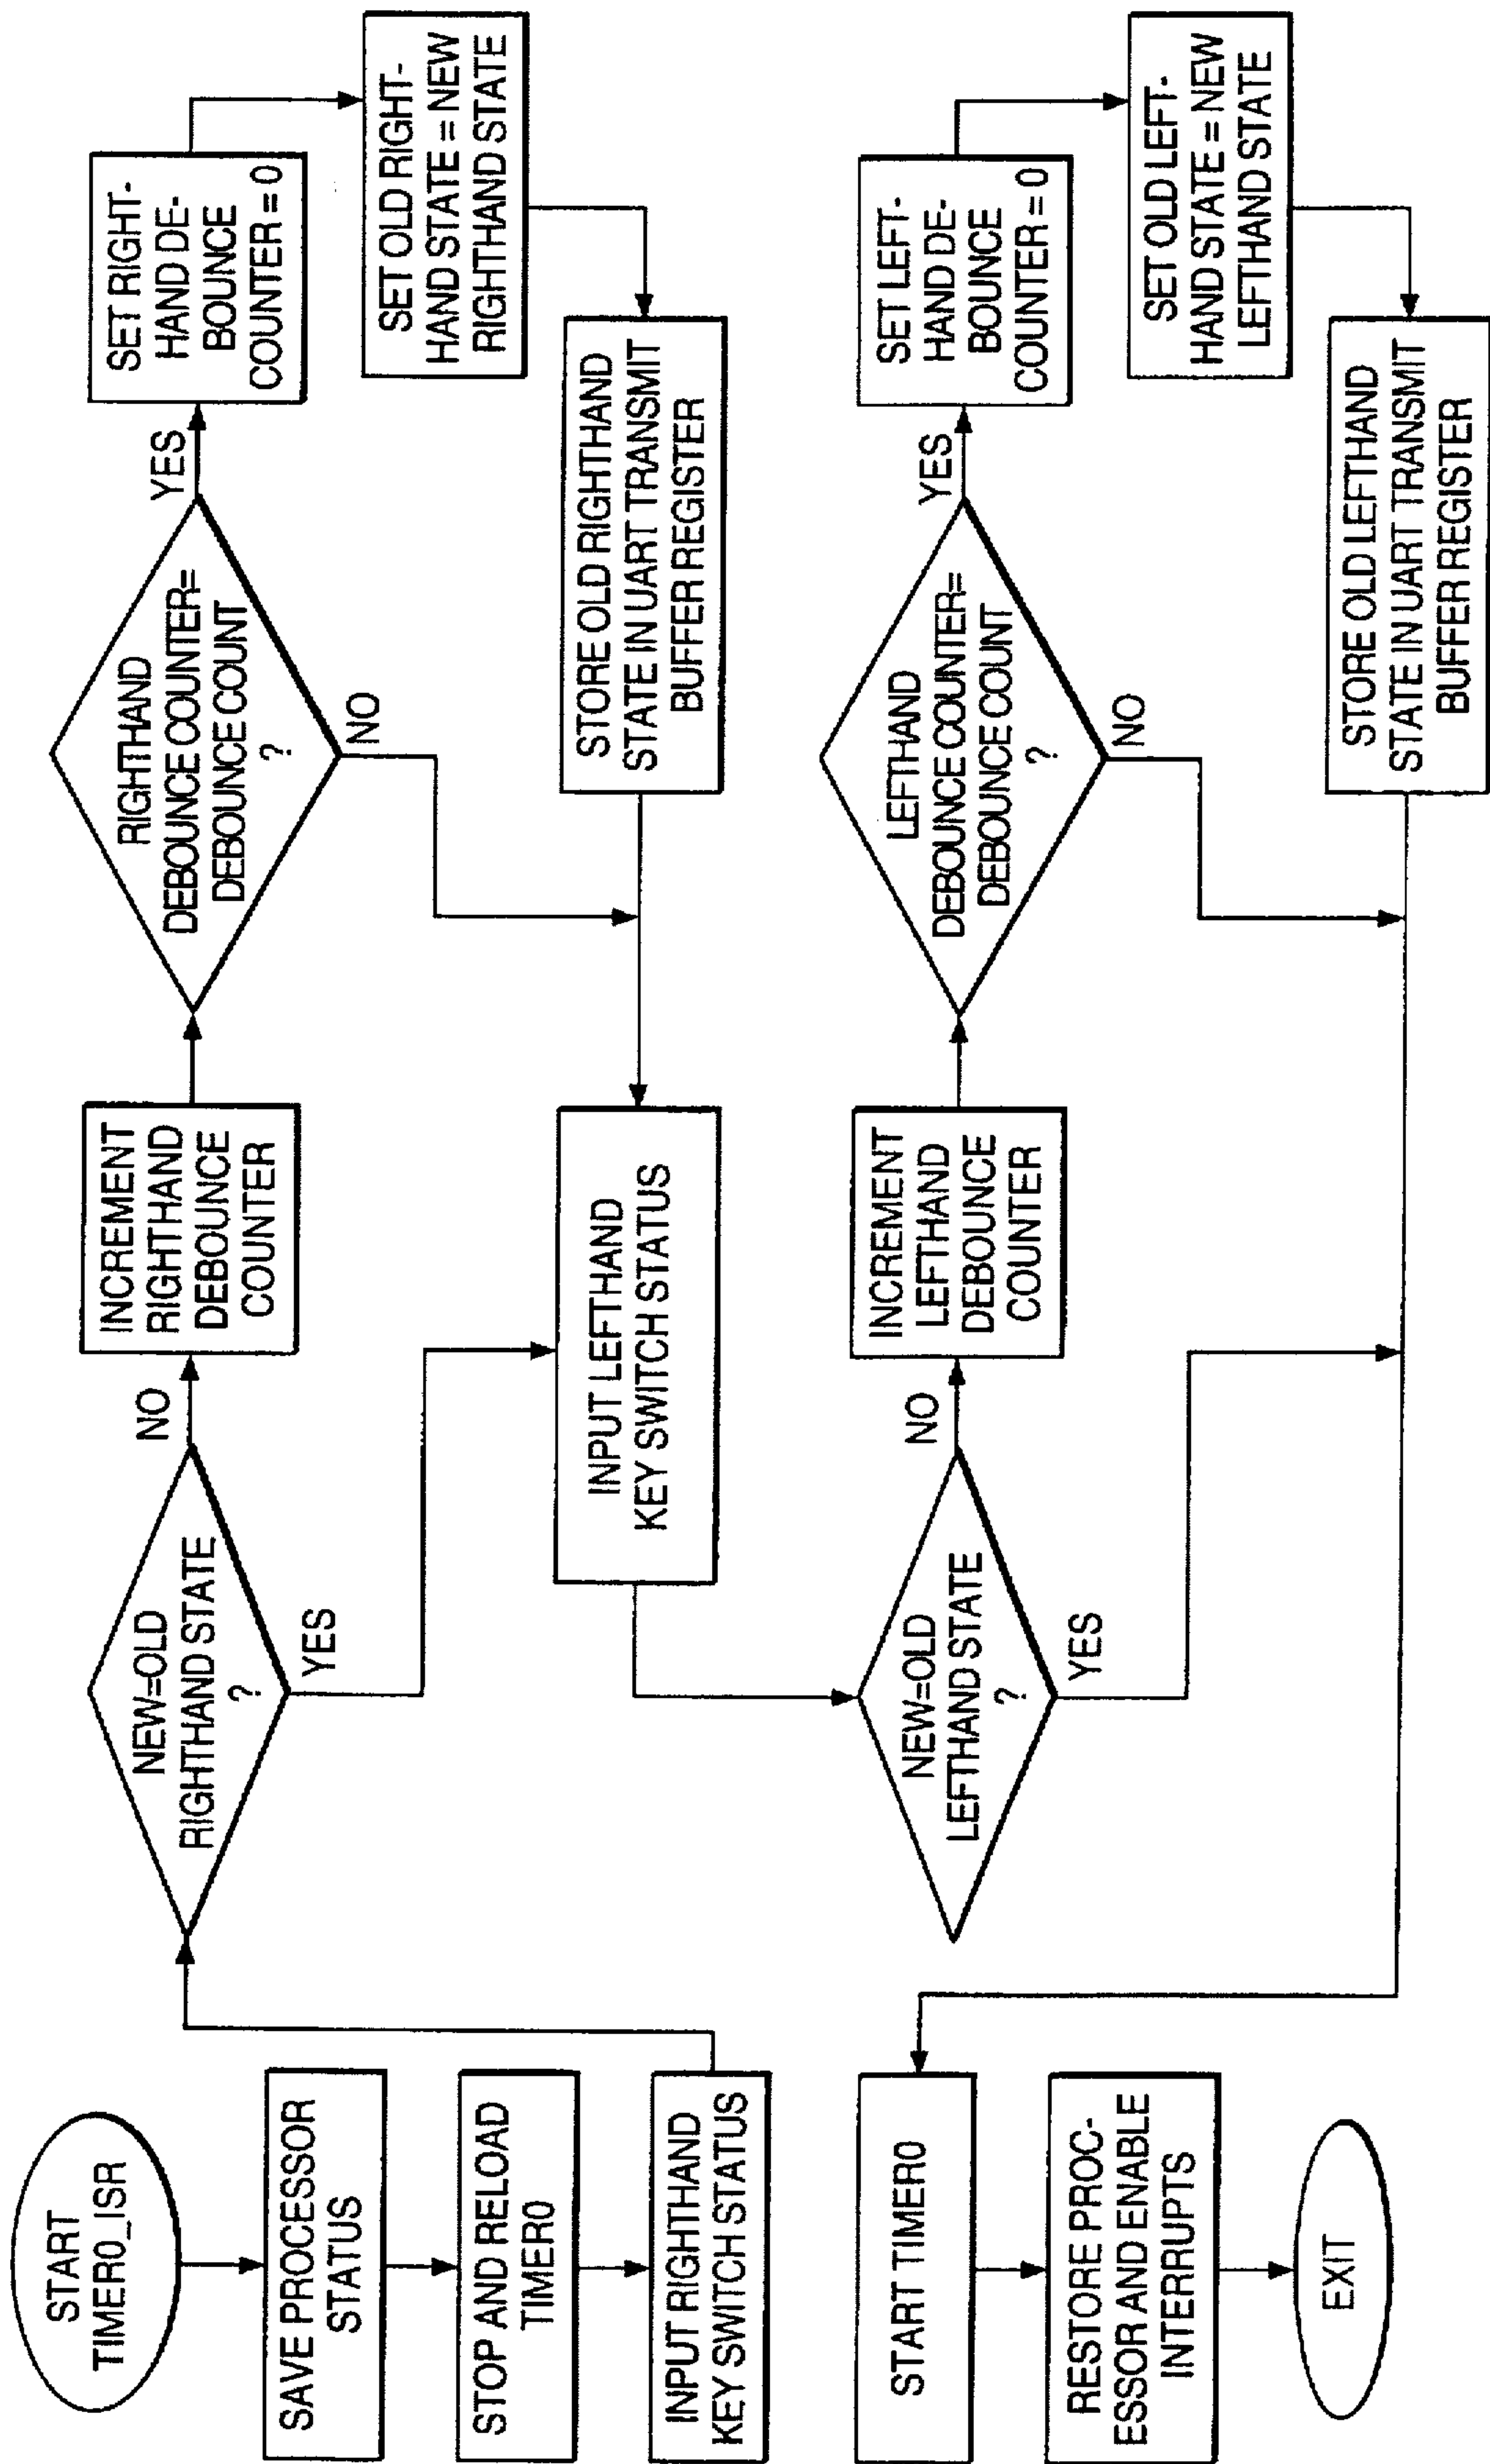 START
TIMER0_ISR
SAVE PROCESSOR
STATUS
STOP AND RELOAD
TIMER0
INPUT RIGHTHAND
KEY SWITCH STATUS
NEW=OLD
RIGHTHAND STATE
?
NO
YES
INCREMENT
RIGHTHAND
DEBOUNCE
COUNTER
RIGHTHAND
DEBOUNCE COUNTER=
DEBOUNCE COUNT
?
YES
NO
SET RIGHT-
HAND DE-
BOUNCE
COUNTER = 0
SET OLD RIGHT-
HAND STATE = NEW
RIGHTHAND STATE
STORE OLD RIGHTHAND
STATE IN UART TRANSMIT
BUFFER REGISTER
INPUT LEFTHAND
KEY SWITCH STATUS
NEW=OLD
LEFTHAND STATE
?
NO
YES
INCREMENT
LEFTHAND
DEBOUNCE
COUNTER
LEFTHAND
DEBOUNCE COUNTER=
DEBOUNCE COUNT
?
YES
NO
SET LEFT-
HAND DE-
BOUNCE
COUNTER = 0
SET OLD LEFT-
HAND STATE = NEW
LEFTHAND STATE
STORE OLD LEFTHAND
STATE IN UART TRANSMIT
BUFFER REGISTER
START TIMER0
RESTORE PROC-
ESSOR AND ENABLE
INTERRUPTS
EXIT